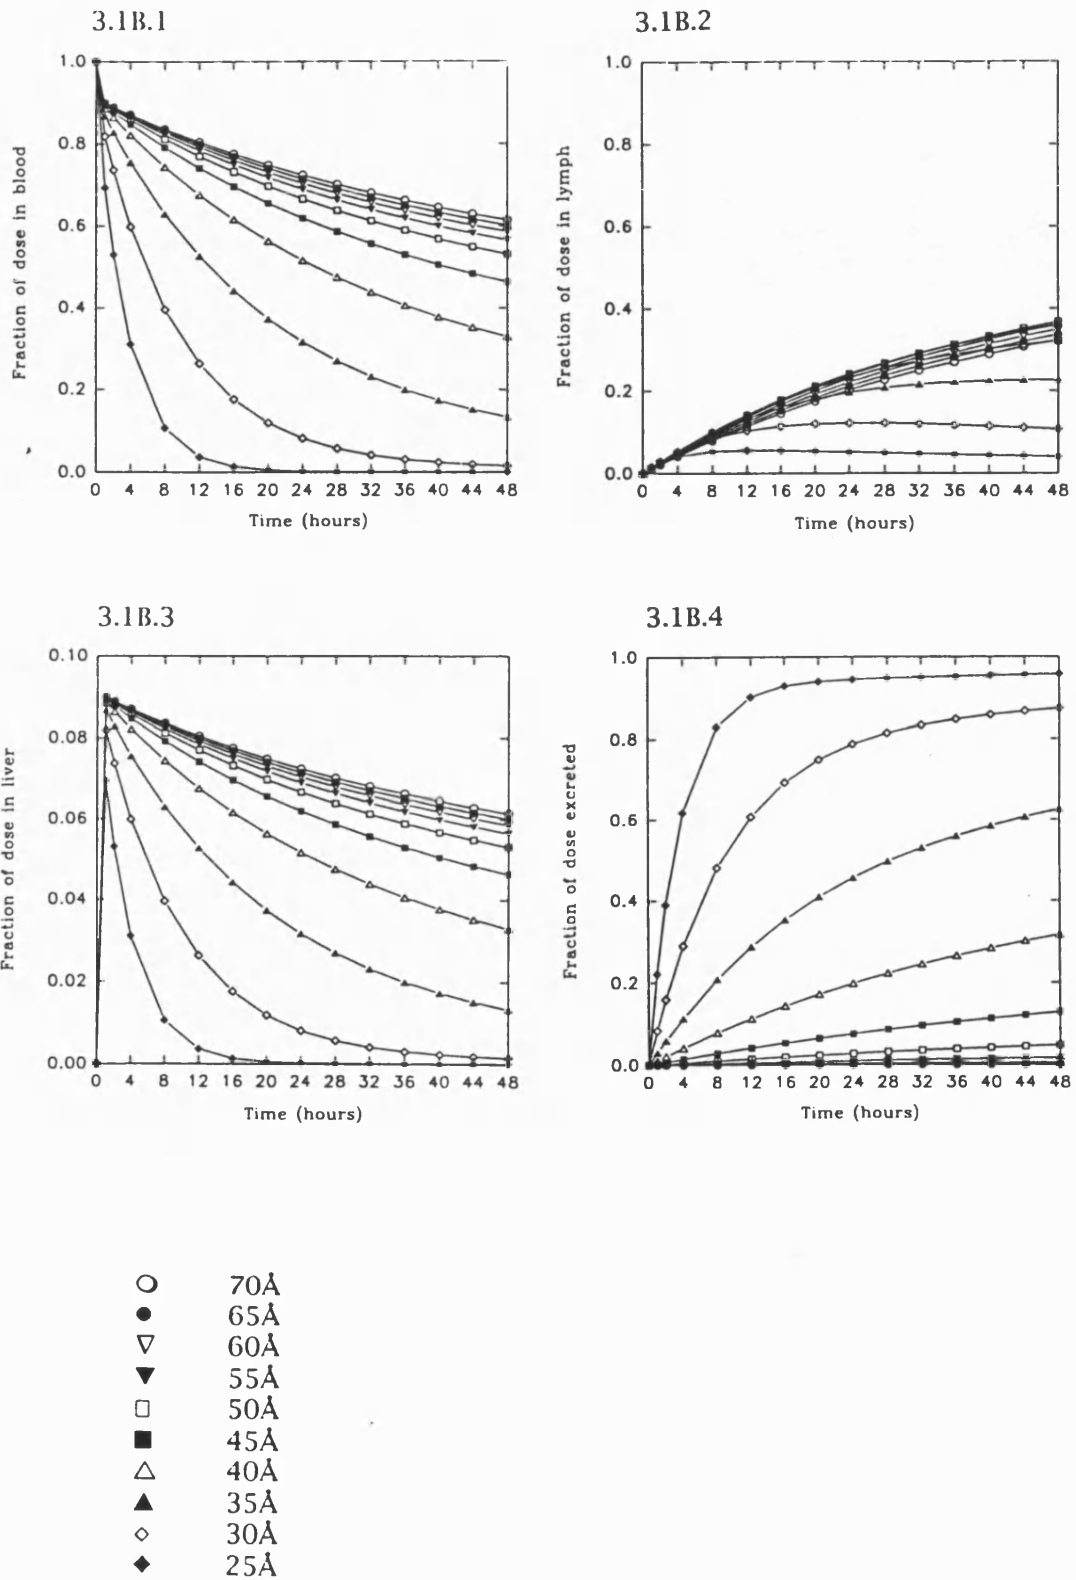 3.1B.1
Fraction of dose in blood
1.0
0.8
0.6
0.4
0.2
0.0
0 4 8 12 16 20 24 28 32 36 40 44 48
Time (hours)
3.1B.2
Fraction of dose in lymph
1.0
0.8
0.6
0.4
0.2
0.0
0 4 8 12 16 20 24 28 32 36 40 44 48
Time (hours)
3.1B.3
Fraction of dose in liver
0.10
0.08
0.06
0.04
0.02
0.00
0 4 8 12 16 20 24 28 32 36 40 44 48
Time (hours)
3.1B.4
Fraction of dose excreted
1.0
0.8
0.6
0.4
0.2
0.0
0 4 8 12 16 20 24 28 32 36 40 44 48
Time (hours)
70Å
65Å
60Å
55Å
50Å
45Å
40Å
35Å
30Å
25Å